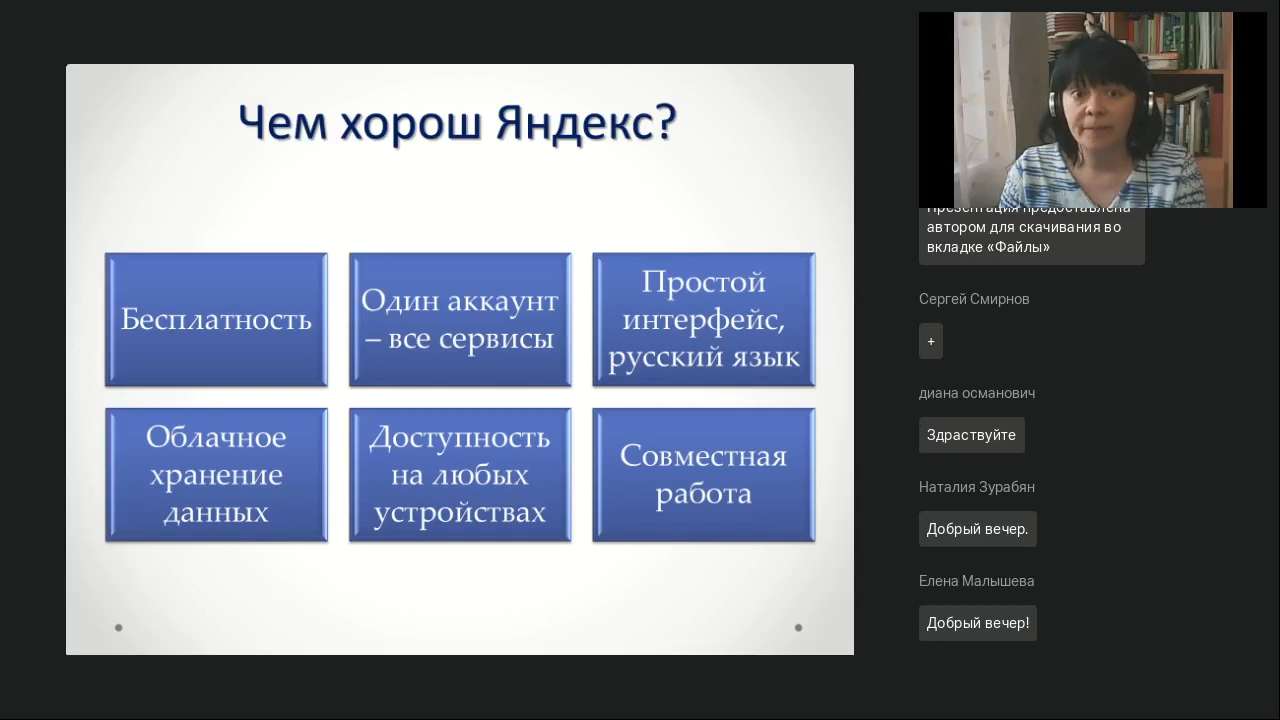 Чем хорош Яндекс?
Бесплатность
Один аккаунт
– все сервисы
Простой
интерфейс,
русский язык
Облачное
хранение
данных
Доступность
на любых
устройствах
Совместная
работа
Презентация предоставлена
автором для скачивания во
вкладке «Файлы»
Сергей Смирнов
+
диана османович
Здраствуйте
Наталия Зурабян
Добрый вечер.
Елена Малышева
Добрый вечер!